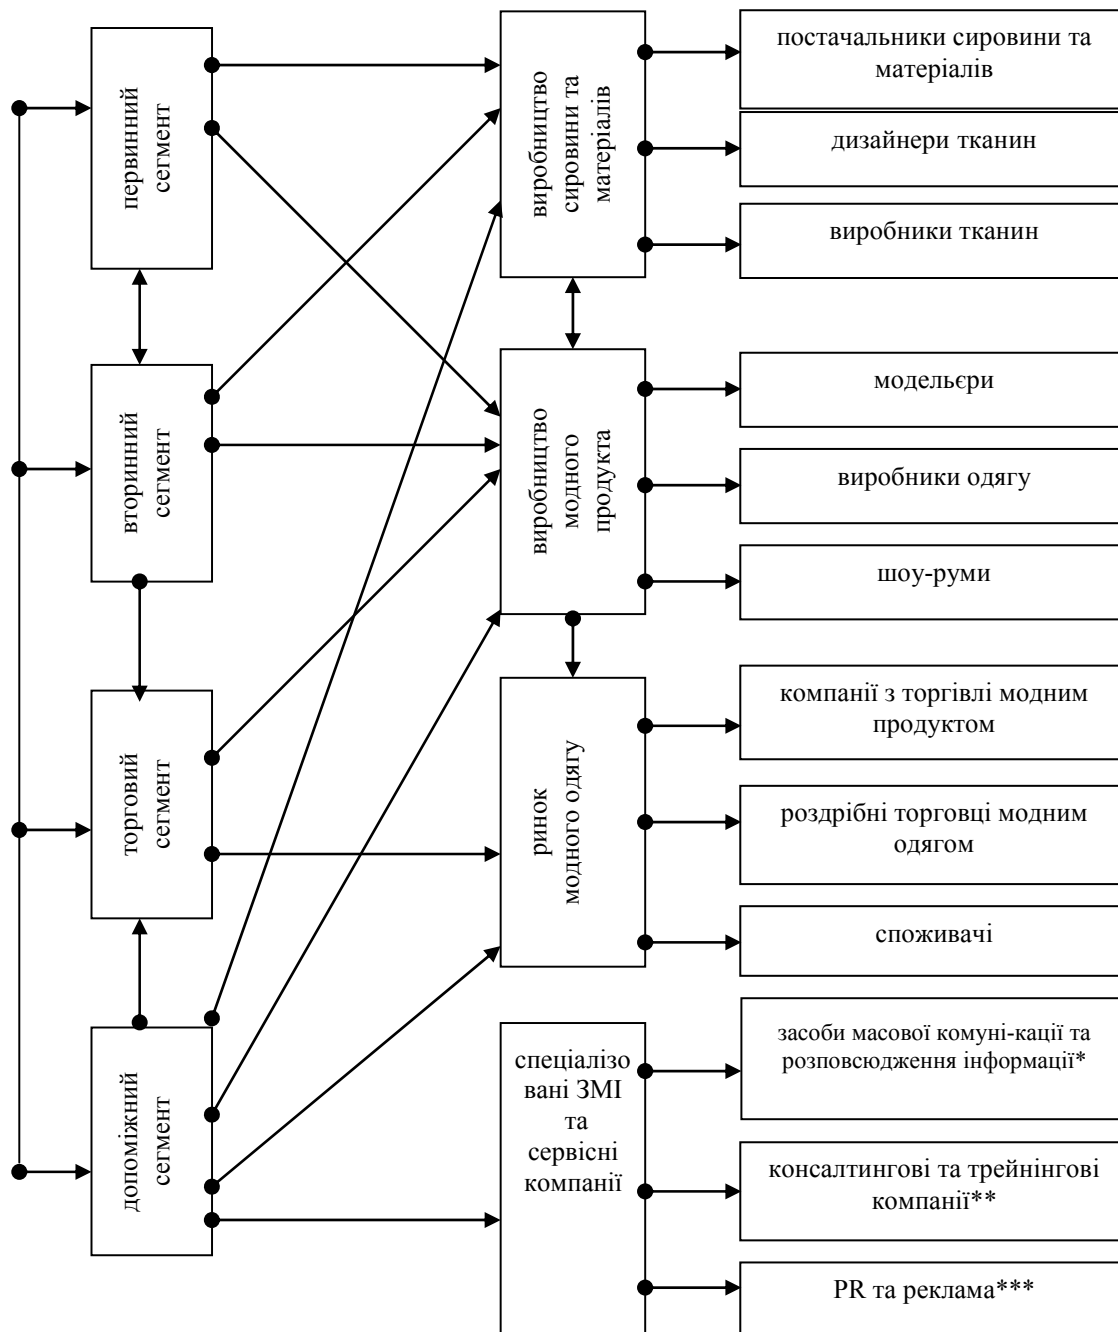 первинний
сегмент
вторинний
сегмент
торговий
сегмент
допоміжний
сегмент
виробництво
сировини та
матеріалів
виробництво
модного
продукта
ринок
модного одягу
спеціалізо
вані ЗМІ
та
сервісні
компанії
постачальники сировини та
матеріалів
дизайнери тканин
виробники тканин
модельєри
виробники одягу
шоу-руми
компанії з торгівлі модним
продуктом
роздрібні торговці модним
одягом
споживачі
засоби масової комуні-кації та
розповсюдження інформації*
консалтингові та трейнінгові
компанії**
PR та реклама***